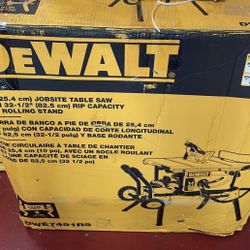 DEWALT
(25.4 cm) JOBSITE TABLE SAW
32-1/2" (82.5 cm) RIP CAPACITY
ROLLING STAND
RRA DE BANCO A PIE DE OBRA DE 25,4
pulg) CON CAPACIDAD DE CORTE LONGITUDINAL
82,5 cm (32-1/2 pulg) Y BASE RODANTE
IE CIRCULAIRE À TABLE DE CHANTIER
25,4 cm (10 po), AVEC UN SOCLE ROULANT
UNE CAPACITÉ DE SCIAGE EN
DE 82,5 cm (32 1/2 po)
DEWALT
DWE7491RS